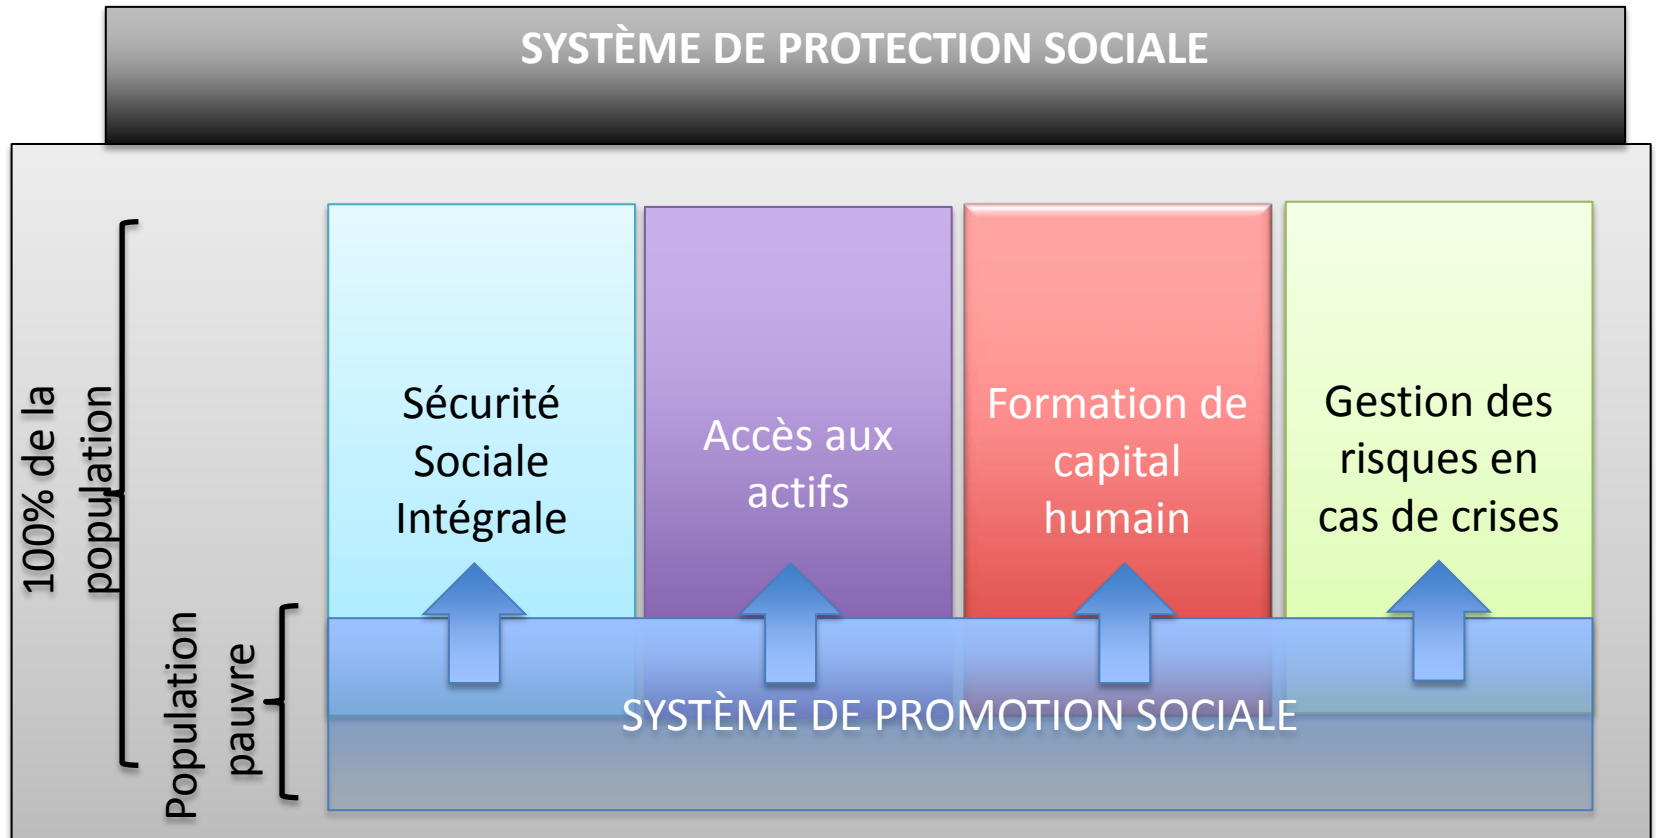 SYSTÈME DE PROTECTION SOCIALE
100% de la
population
Population
pauvre
Sécurité
Sociale
Intégrale
Accès aux
actifs
Formation de
capital
humain
Gestion des
risques en
cas de crises
SYSTÈME DE PROMOTION SOCIALE